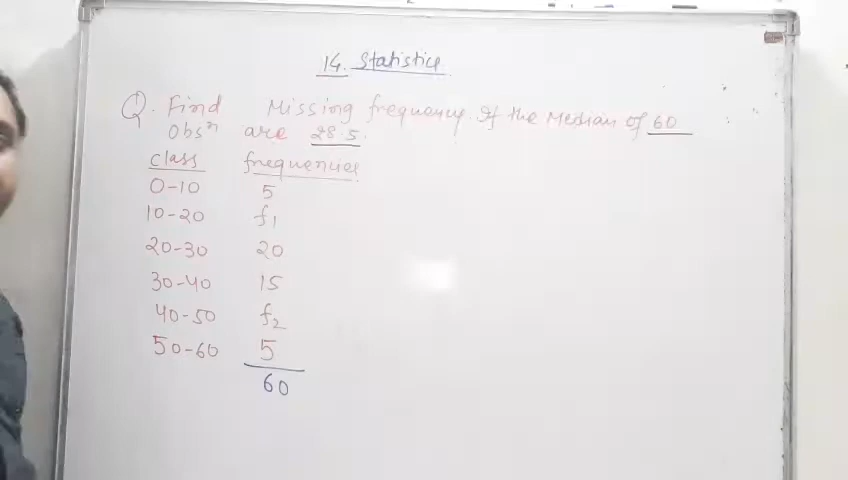 14. Statistics
Q. Find Missing frequency. If the Median of 60
obsⁿ are 28.5.
class frequencies
0-10 5
10-20 f₁
20-30 20
30-40 15
40-50 f₂
50-60 5
60